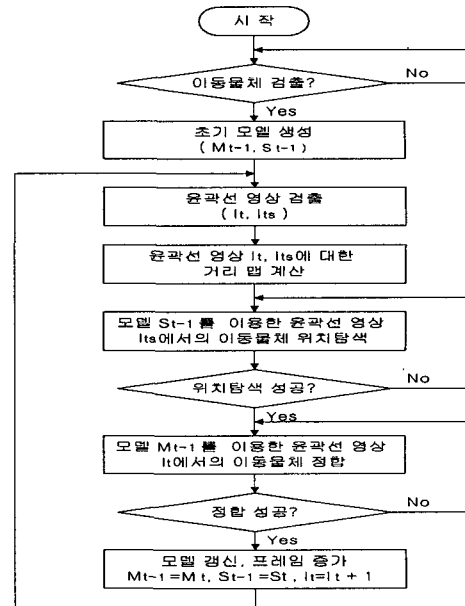 시 작
이동물체 검출?
No
Yes
초기 모델 생성
( Mt-1, St-1)
윤곽선 영상 검출
( It, Its )
윤곽선 영상 It, Its에 대한
거리 맵 계산
모델 St-1를 이용한 윤곽선 영상
Its에서의 이동물체 위치탐색
위치탐색 성공?
No
Yes
모델 Mt-1를 이용한 윤곽선 영상
It에서의 이동물체 정합
정합 성공?
No
Yes
모델 갱신, 프레임 증가
Mt-1=Mt, St-1=St, It=It + 1